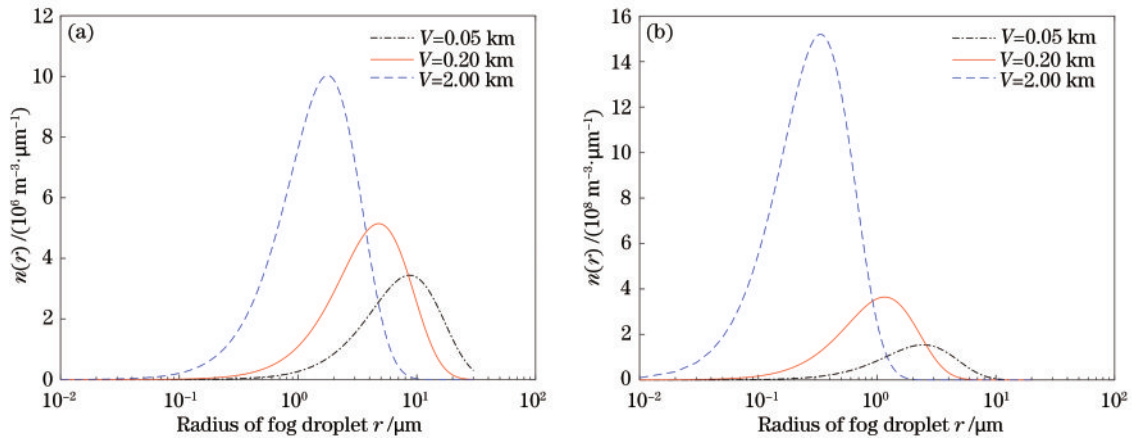 (a)
V=0.05 km
V=0.20 km
V=2.00 km
n(r) /(10⁶ m⁻³·μm⁻¹)
12
10
8
6
4
2
0
10⁻² 10⁻¹ 10⁰ 10¹ 10²
Radius of fog droplet r /μm
(b)
V=0.05 km
V=0.20 km
V=2.00 km
n(r) /(10⁸ m⁻³·μm⁻¹)
16
14
12
10
8
6
4
2
0
10⁻² 10⁻¹ 10⁰ 10¹ 10²
Radius of fog droplet r /μm